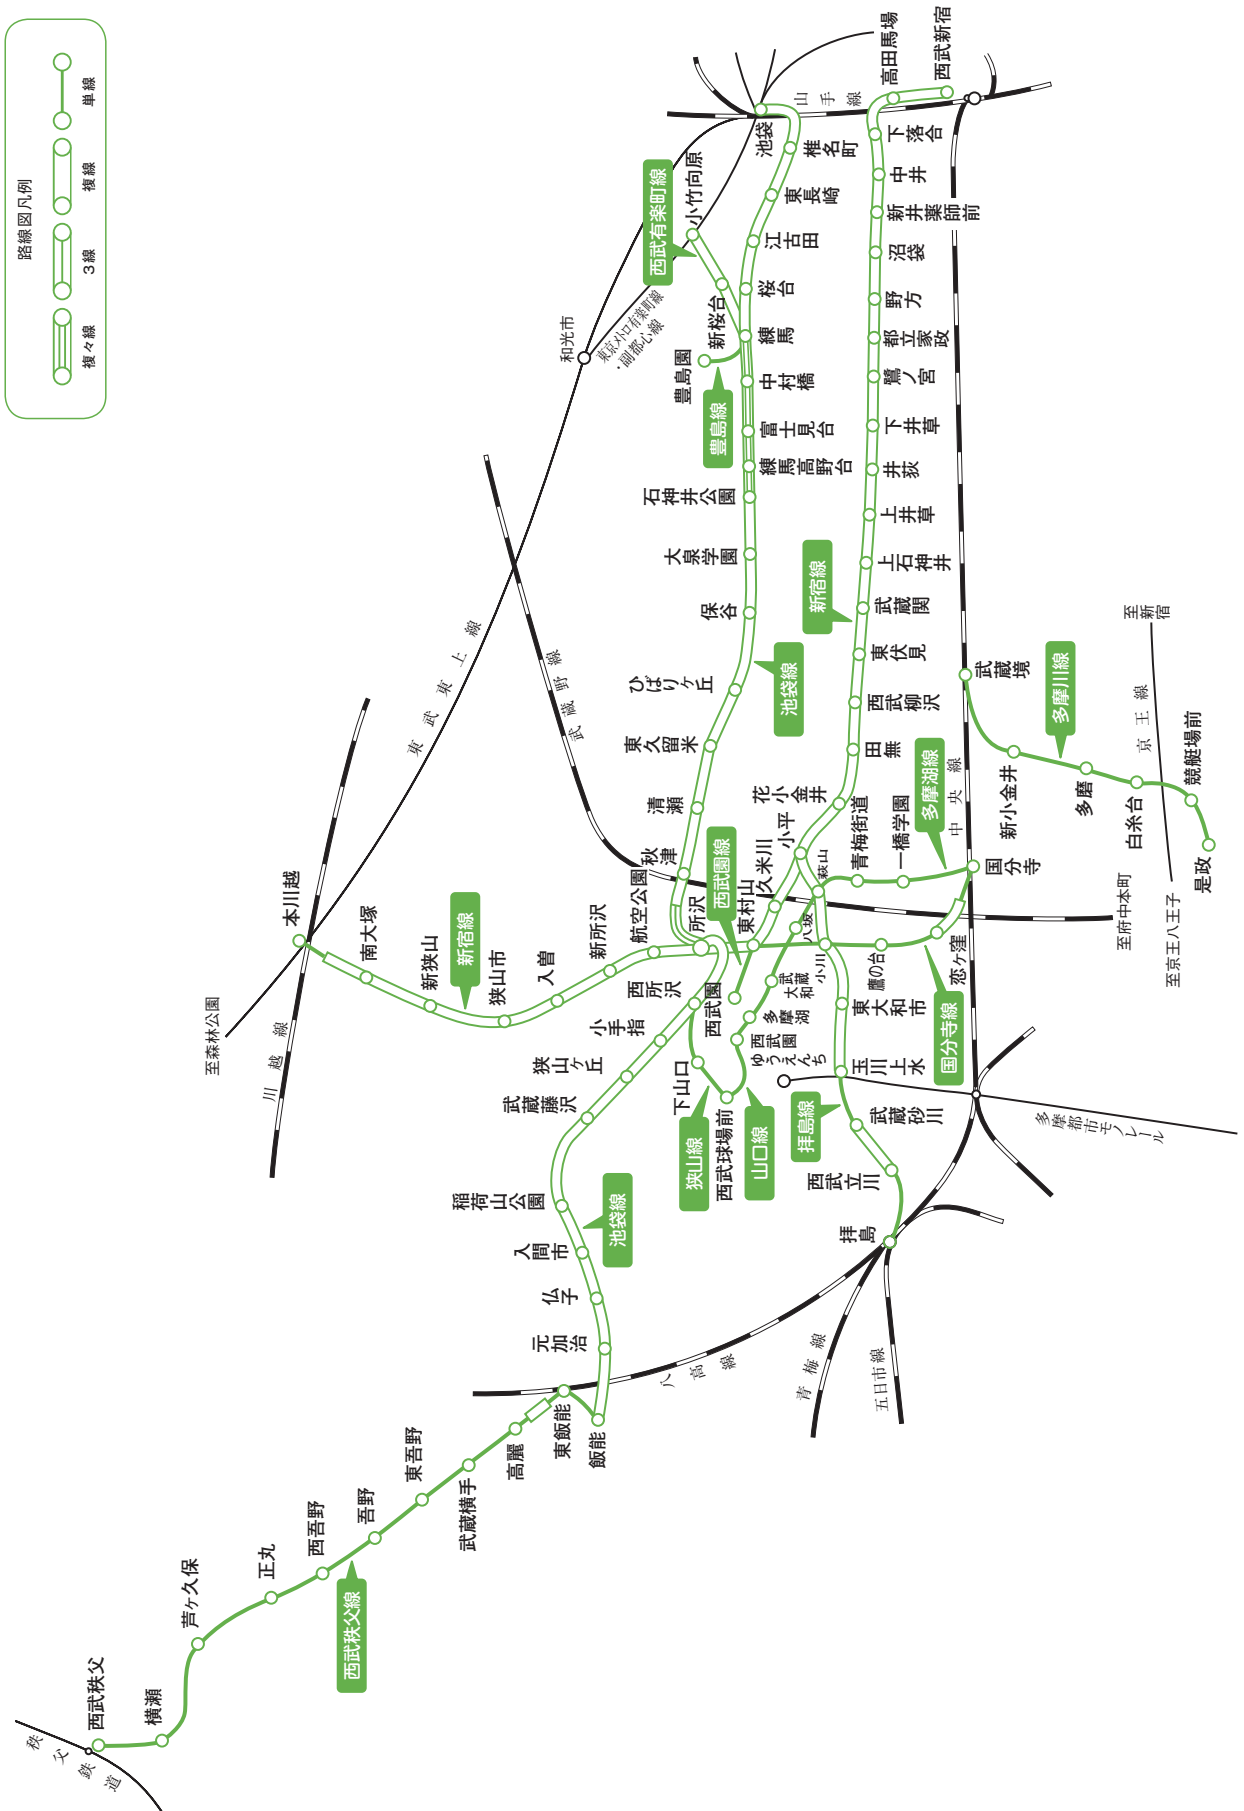 路線図凡例
単線
複線
3線
複々線
西武秩父
横瀬
芦ヶ久保
正丸
西吾野
吾野
東吾野
武蔵横手
高麗
東飯能
飯能
元加治
仏子
入間市
稲荷山公園
武蔵藤沢
狭山ヶ丘
小手指
西所沢
所沢
秋津
清瀬
東久留米
ひばりヶ丘
保谷
大泉学園
石神井公園
練馬高野台
富士見台
中村橋
練馬
桜台
江古田
東長崎
椎名町
池袋
豊島園
新桜台
小竹向原
和光市
西武新宿
高田馬場
下落合
中井
新井薬師前
沼袋
野方
都立家政
鷺ノ宮
下井草
井荻
上井草
上石神井
武蔵関
東伏見
西武柳沢
田無
花小金井
小平
久米川
東村山
航空公園
新所沢
入曽
狭山市
新狭山
南大塚
本川越
萩山
青梅街道
一橋学園
国分寺
八坂
武蔵大和
多摩湖
西武園ゆうえんち
西武球場前
下山口
西武園
小川
鷹の台
恋ヶ窪
東大和市
玉川上水
武蔵砂川
西武立川
拝島
武蔵境
新小金井
多磨
白糸台
競艇場前
是政
西武有楽町線
豊島線
池袋線
新宿線
多摩川線
多摩湖線
西武園線
国分寺線
拝島線
山口線
狭山線
池袋線
新宿線
西武秩父線
山手線
東京メトロ有楽町線
・副都心線
東武東上線
武蔵野線
中央線
京王線
至新宿
至京王八王子
至府中本町
至森林公園
川越線
八高線
青梅線
五日市線
多摩都市モノレール
秩父鉄道